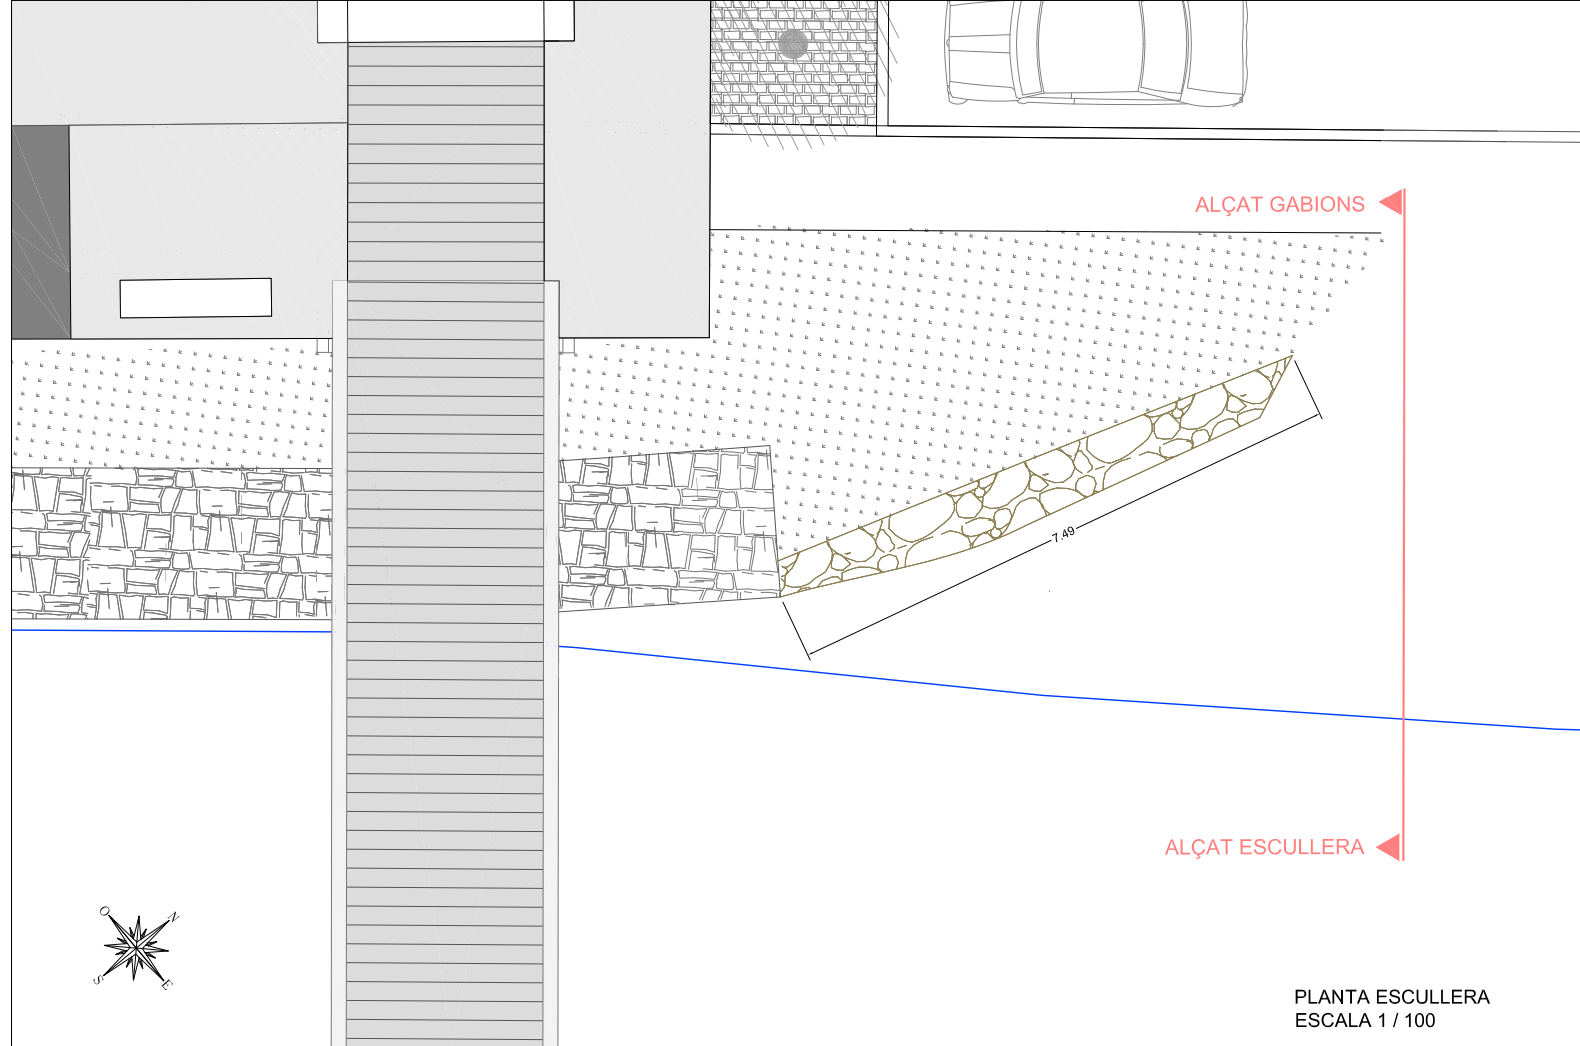 ALÇAT GABIONS
7.49
ALÇAT ESCULLERA
O
N
S
E
PLANTA ESCULLERA
ESCALA 1 / 100